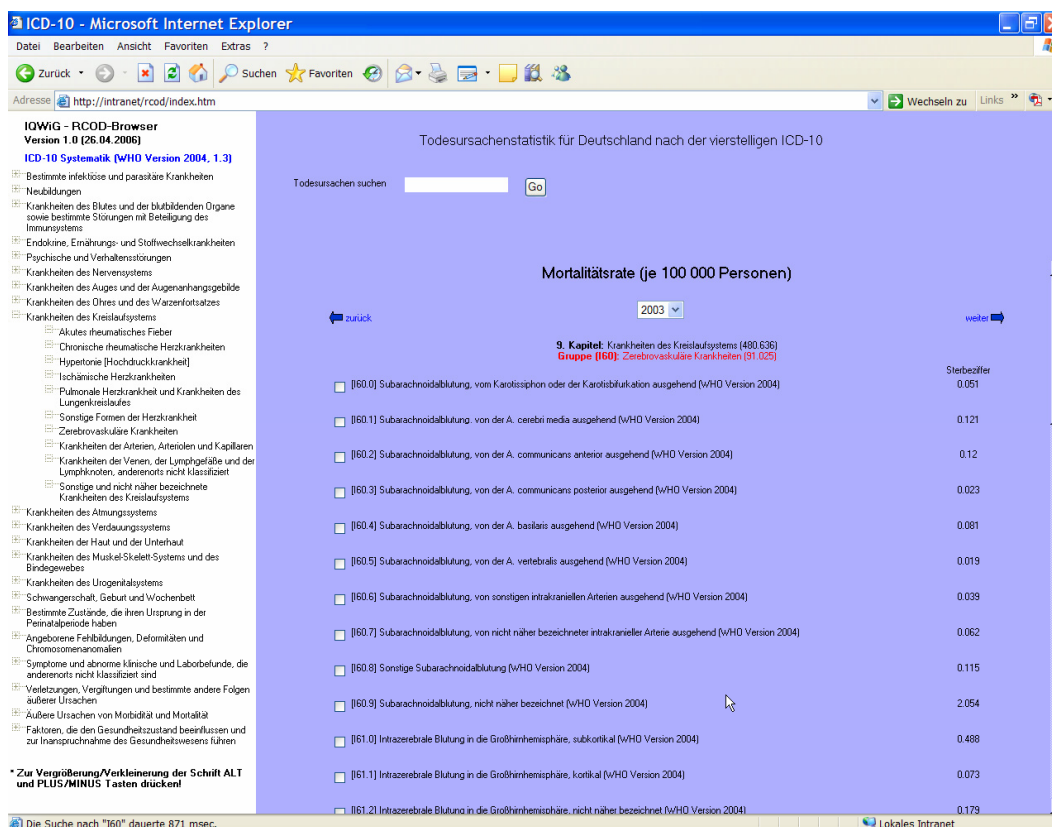 ICD-10 - Microsoft Internet Explorer
Datei Bearbeiten Ansicht Favoriten Extras ?
Zurück Suchen Favoriten
Adresse http://intranet/rcod/index.htm Wechseln zu Links »
IQWiG - RCOD-Browser
Version 1.0 (26.04.2006)
ICD-10 Systematik (WHO Version 2004, 1.3)
Bestimmte infektiöse und parasitäre Krankheiten
Neubildungen
Krankheiten des Blutes und der blutbildenden Organe
sowie bestimmte Störungen mit Beteiligung des
Immunsystems
Endokrine, Ernährungs- und Stoffwechselkrankheiten
Psychische und Verhaltensstörungen
Krankheiten des Nervensystems
Krankheiten des Auges und der Augenanhangsgebilde
Krankheiten des Ohres und des Warzenfortsatzes
Krankheiten des Kreislaufsystems
Akutes rheumatisches Fieber
Chronische rheumatische Herzkrankheiten
Hypertonie [Hochdruckkrankheit]
Ischämische Herzkrankheiten
Pulmonale Herzkrankheit und Krankheiten des
Lungenkreislaufes
Sonstige Formen der Herzkrankheit
Zerebrovaskuläre Krankheiten
Krankheiten der Arterien, Arteriolen und Kapillaren
Krankheiten der Venen, der Lymphgefäße und der
Lymphknoten, anderenorts nicht klassifiziert
Sonstige und nicht näher bezeichnete
Krankheiten des Kreislaufsystems
Krankheiten des Atmungssystems
Krankheiten des Verdauungssystems
Krankheiten der Haut und der Unterhaut
Krankheiten des Muskel-Skelett-Systems und des
Bindegewebes
Krankheiten des Urogenitalsystems
Schwangerschaft, Geburt und Wochenbett
Bestimmte Zustände, die ihren Ursprung in der
Perinatalperiode haben
Angeborene Fehlbildungen, Deformitäten und
Chromosomenanomalien
Symptome und abnorme klinische und Laborbefunde, die
anderenorts nicht klassifiziert sind
Verletzungen, Vergiftungen und bestimmte andere Folgen
äußerer Ursachen
Äußere Ursachen von Morbidität und Mortalität
Faktoren, die den Gesundheitszustand beeinflussen und
zur Inanspruchnahme des Gesundheitswesens führen
* Zur Vergrößerung/Verkleinerung der Schrift ALT
und PLUS/MINUS Tasten drücken!
Todesursachenstatistik für Deutschland nach der vierstelligen ICD-10
Todesursachen suchen Go
Mortalitätsrate (je 100 000 Personen)
zurück 2003 weiter
9. Kapitel: Krankheiten des Kreislaufsystems (480.636)
Gruppe (I60): Zerebrovaskuläre Krankheiten (91.025)
Sterbeziffer
[I60.0] Subarachnoidalblutung, vom Karotissiphon oder der Karotisbifurkation ausgehend (WHO Version 2004) 0.051
[I60.1] Subarachnoidalblutung. von der A. cerebri media ausgehend (WHO Version 2004) 0.121
[I60.2] Subarachnoidalblutung, von der A. communicans anterior ausgehend (WHO Version 2004) 0.12
[I60.3] Subarachnoidalblutung, von der A. communicans posterior ausgehend (WHO Version 2004) 0.023
[I60.4] Subarachnoidalblutung, von der A. basilaris ausgehend (WHO Version 2004) 0.081
[I60.5] Subarachnoidalblutung, von der A. vertebralis ausgehend (WHO Version 2004) 0.019
[I60.6] Subarachnoidalblutung, von sonstigen intrakraniellen Arterien ausgehend (WHO Version 2004) 0.039
[I60.7] Subarachnoidalblutung, von nicht näher bezeichneter intrakranieller Arterie ausgehend (WHO Version 2004) 0.062
[I60.8] Sonstige Subarachnoidalblutung (WHO Version 2004) 0.115
[I60.9] Subarachnoidalblutung, nicht näher bezeichnet (WHO Version 2004) 2.054
[I61.0] Intrazerebrale Blutung in die Großhirnhemisphäre, subkortikal (WHO Version 2004) 0.488
[I61.1] Intrazerebrale Blutung in die Großhirnhemisphäre, kortikal (WHO Version 2004) 0.073
[I61.2] Intrazerebrale Blutung in die Großhirnhemisphäre, nicht näher bezeichnet (WHO Version 2004) 0.179
Die Suche nach "I60" dauerte 871 msec. Lokales Intranet